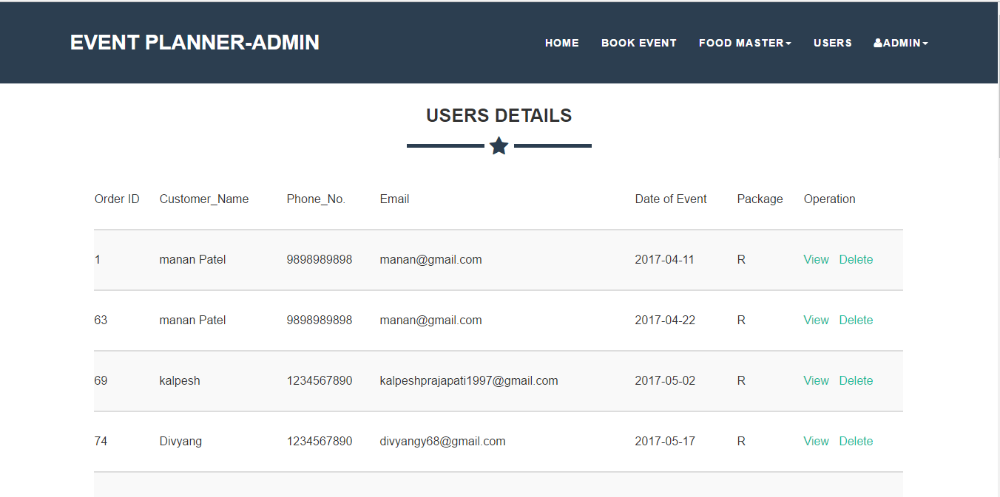 EVENT PLANNER-ADMIN HOME BOOK EVENT FOOD MASTER USERS ADMIN
USERS DETAILS
Order ID Customer_Name Phone_No. Email Date of Event Package Operation
1 manan Patel 9898989898 manan@gmail.com 2017-04-11 R View Delete
63 manan Patel 9898989898 manan@gmail.com 2017-04-22 R View Delete
69 kalpesh 1234567890 kalpeshprajapati1997@gmail.com 2017-05-02 R View Delete
74 Divyang 1234567890 divyangy68@gmail.com 2017-05-17 R View Delete